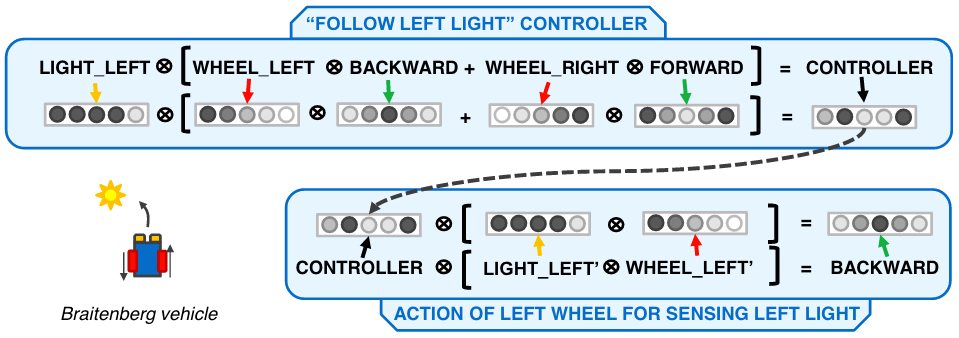 “FOLLOW LEFT LIGHT” CONTROLLER
LIGHT_LEFT ⊗ [ WHEEL_LEFT ⊗ BACKWARD + WHEEL_RIGHT ⊗ FORWARD ] = CONTROLLER
⊗ [ ⊗ + ⊗ ] =
⊗ [ ⊗ ] =
CONTROLLER ⊗ [ LIGHT_LEFT’ ⊗ WHEEL_LEFT’ ] = BACKWARD
Braitenberg vehicle
ACTION OF LEFT WHEEL FOR SENSING LEFT LIGHT